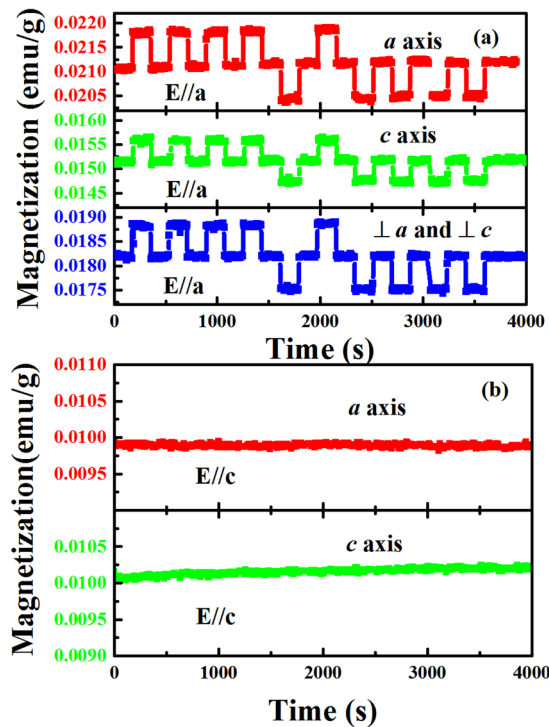 Magnetization (emu/g)
0.0220
0.0215
0.0210
0.0205
a axis
(a)
E//a
0.0160
0.0155
0.0150
0.0145
c axis
E//a
0.0190
0.0185
0.0180
0.0175
⊥ a and ⊥ c
E//a
0 1000 2000 3000 4000
Time (s)
Magnetization(emu/g)
0.0110
0.0105
0.0100
0.0095
a axis
(b)
E//c
0.0105
0.0100
0.0095
0.0090
c axis
E//c
0 1000 2000 3000 4000
Time (s)